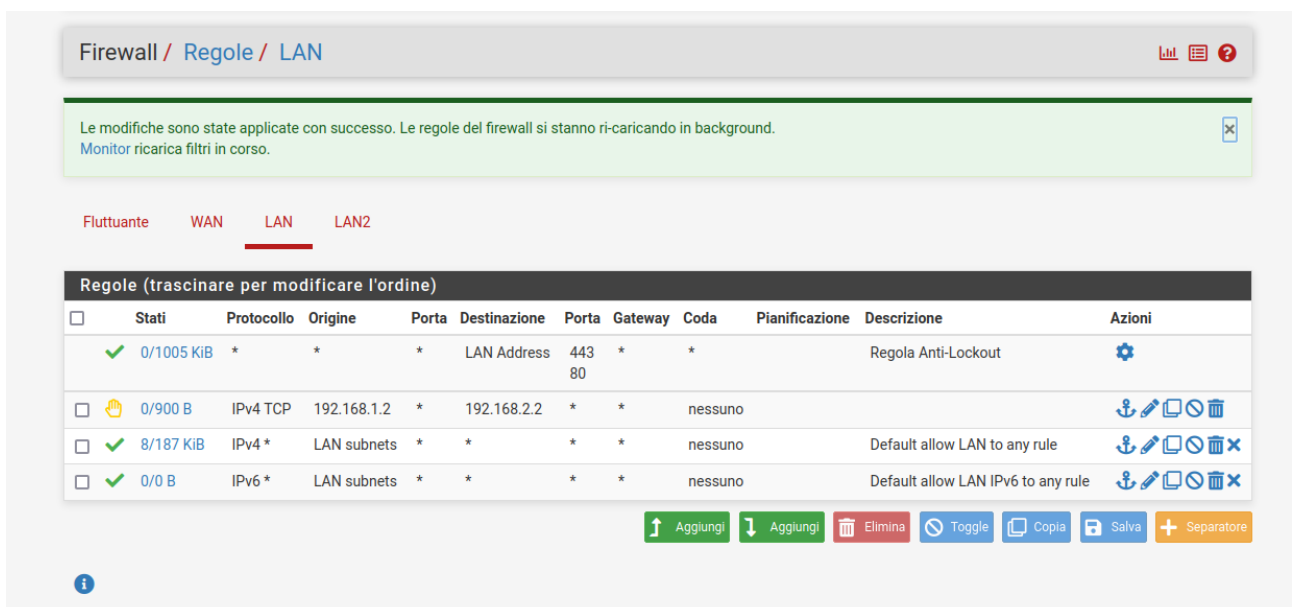 Firewall / Regole / LAN
Le modifiche sono state applicate con successo. Le regole del firewall si stanno ri-caricando in background.
Monitor ricarica filtri in corso.
Fluttuante WAN LAN LAN2
Regole (trascinare per modificare l'ordine)
Stati Protocollo Origine Porta Destinazione Porta Gateway Coda Pianificazione Descrizione Azioni
0/1005 KiB * * * LAN Address 443 * * Regola Anti-Lockout
80
0/900 B IPv4 TCP 192.168.1.2 * 192.168.2.2 * * nessuno
8/187 KiB IPv4 * LAN subnets * * * * nessuno Default allow LAN to any rule
0/0 B IPv6 * LAN subnets * * * * nessuno Default allow LAN IPv6 to any rule
Aggiungi Aggiungi Elimina Toggle Copia Salva Separatore